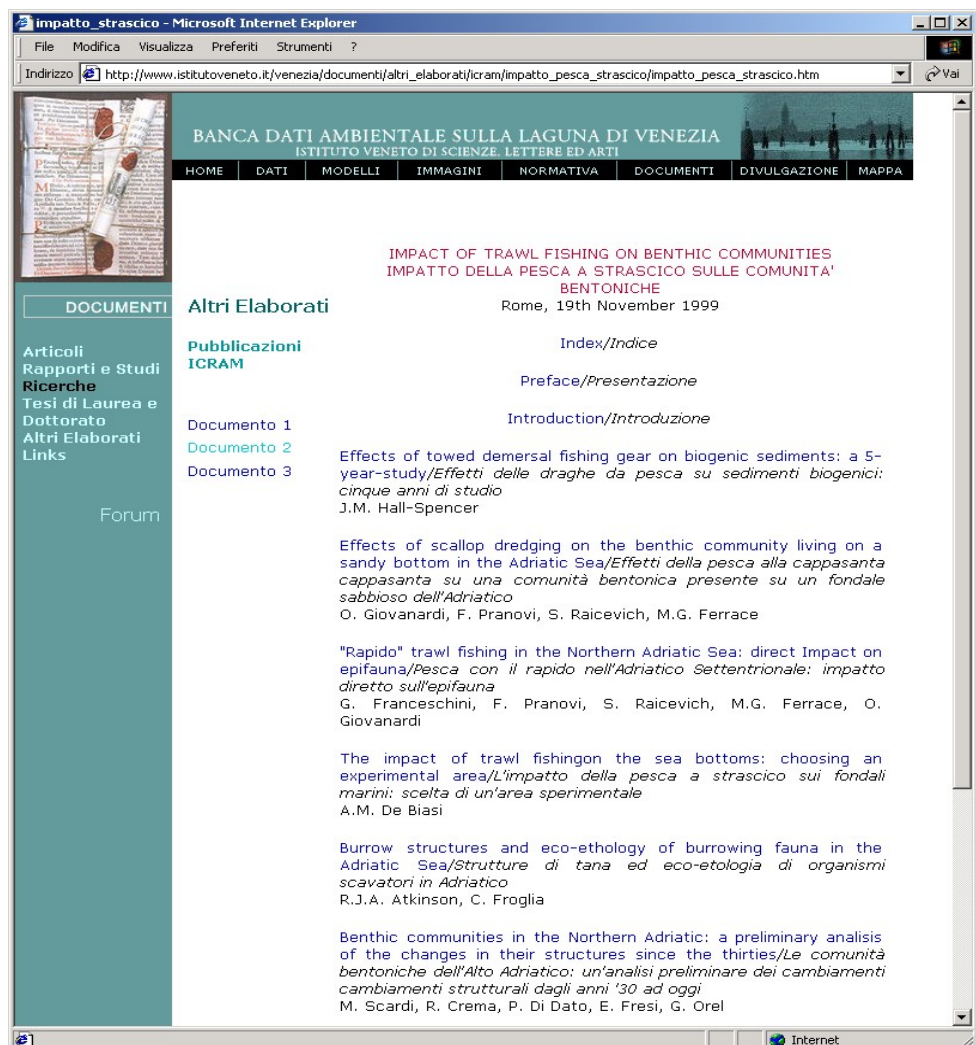 impatto_strascico - Microsoft Internet Explorer
File Modifica Visualizza Preferiti Strumenti ?
Indirizzo http://www.istitutoveneto.it/venezia/documenti/altri_elaborati/icram/impatto_pesca_strascico/impatto_pesca_strascico.htm Vai
BANCA DATI AMBIENTALE SULLA LAGUNA DI VENEZIA
ISTITUTO VENETO DI SCIENZE. LETTERE ED ARTI
HOME DATI MODELLI IMMAGINI NORMATIVA DOCUMENTI DIVULGAZIONE MAPPA
DOCUMENTI
Articoli
Rapporti e Studi
Ricerche
Tesi di Laurea e
Dottorato
Altri Elaborati
Links
Forum
Altri Elaborati
Pubblicazioni
ICRAM
Documento 1
Documento 2
Documento 3
IMPACT OF TRAWL FISHING ON BENTHIC COMMUNITIES
IMPATTO DELLA PESCA A STRASCICO SULLE COMUNITA'
BENTONICHE
Rome, 19th November 1999
Index/Indice
Preface/Presentazione
Introduction/Introduzione
Effects of towed demersal fishing gear on biogenic sediments: a 5-
year-study/Effetti delle draghe da pesca su sedimenti biogenici:
cinque anni di studio
J.M. Hall-Spencer
Effects of scallop dredging on the benthic community living on a
sandy bottom in the Adriatic Sea/Effetti della pesca alla cappasanta
cappasanta su una comunità bentonica presente su un fondale
sabbioso dell'Adriatico
O. Giovanardi, F. Pranovi, S. Raicevich, M.G. Ferrace
"Rapido" trawl fishing in the Northern Adriatic Sea: direct Impact on
epifauna/Pesca con il rapido nell'Adriatico Settentrionale: impatto
diretto sull'epifauna
G. Franceschini, F. Pranovi, S. Raicevich, M.G. Ferrace, O.
Giovanardi
The impact of trawl fishingon the sea bottoms: choosing an
experimental area/L'impatto della pesca a strascico sui fondali
marini: scelta di un'area sperimentale
A.M. De Biasi
Burrow structures and eco-ethology of burrowing fauna in the
Adriatic Sea/Strutture di tana ed eco-etologia di organismi
scavatori in Adriatico
R.J.A. Atkinson, C. Froglia
Benthic communities in the Northern Adriatic: a preliminary analisis
of the changes in their structures since the thirties/Le comunità
bentoniche dell'Alto Adriatico: un'analisi preliminare dei cambiamenti
cambiamenti strutturali dagli anni '30 ad oggi
M. Scardi, R. Crema, P. Di Dato, E. Fresi, G. Orel
Internet